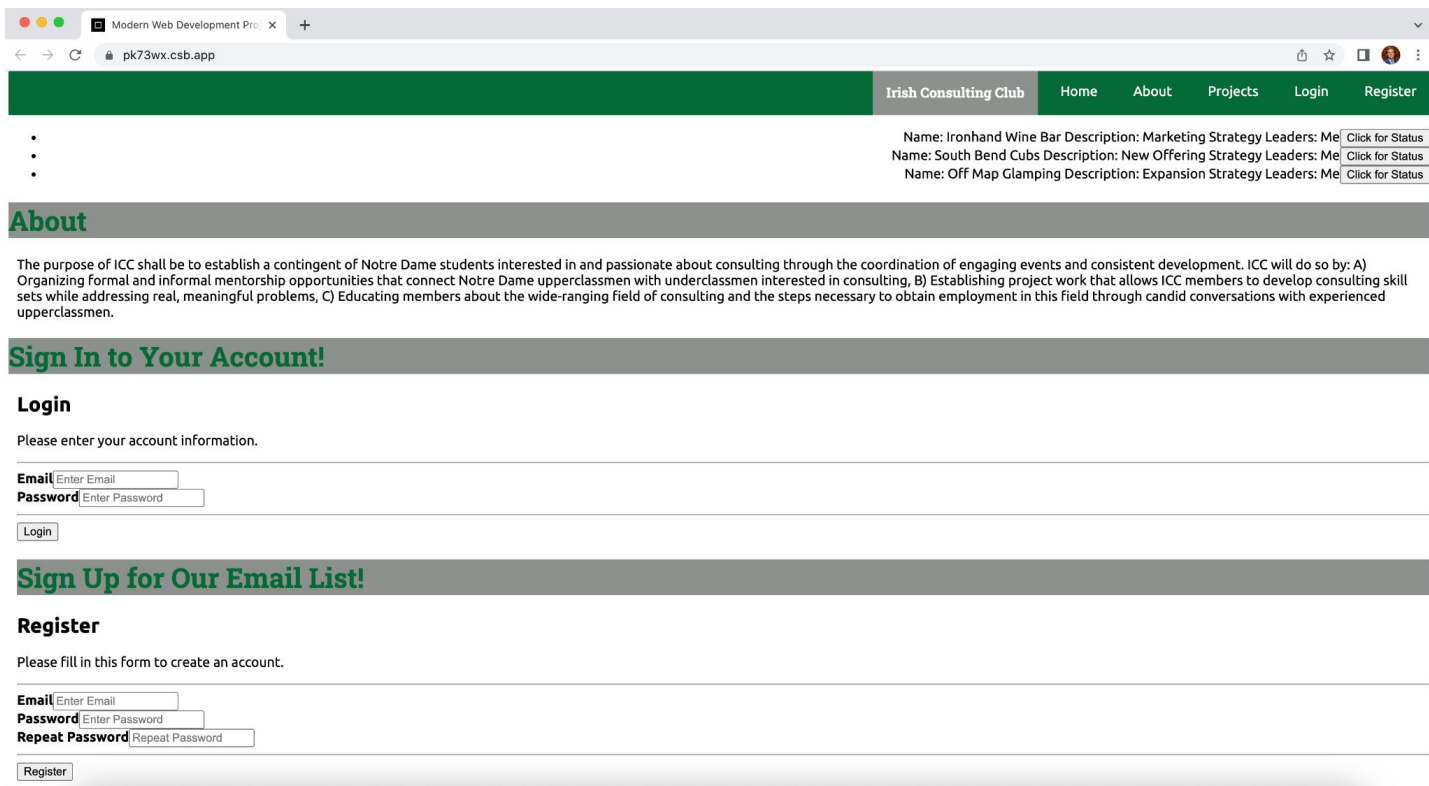 Modern Web Development Pro
pk73wx.csb.app
Irish Consulting Club Home About Projects Login Register
Name: Ironhand Wine Bar Description: Marketing Strategy Leaders: Me Click for Status
Name: South Bend Cubs Description: New Offering Strategy Leaders: Me Click for Status
Name: Off Map Glamping Description: Expansion Strategy Leaders: Me Click for Status
About
The purpose of ICC shall be to establish a contingent of Notre Dame students interested in and passionate about consulting through the coordination of engaging events and consistent development. ICC will do so by: A)
Organizing formal and informal mentorship opportunities that connect Notre Dame upperclassmen with underclassmen interested in consulting, B) Establishing project work that allows ICC members to develop consulting skill
sets while addressing real, meaningful problems, C) Educating members about the wide-ranging field of consulting and the steps necessary to obtain employment in this field through candid conversations with experienced
upperclassmen.
Sign In to Your Account!
Login
Please enter your account information.
Email Enter Email
Password Enter Password
Login
Sign Up for Our Email List!
Register
Please fill in this form to create an account.
Email Enter Email
Password Enter Password
Repeat Password Repeat Password
Register